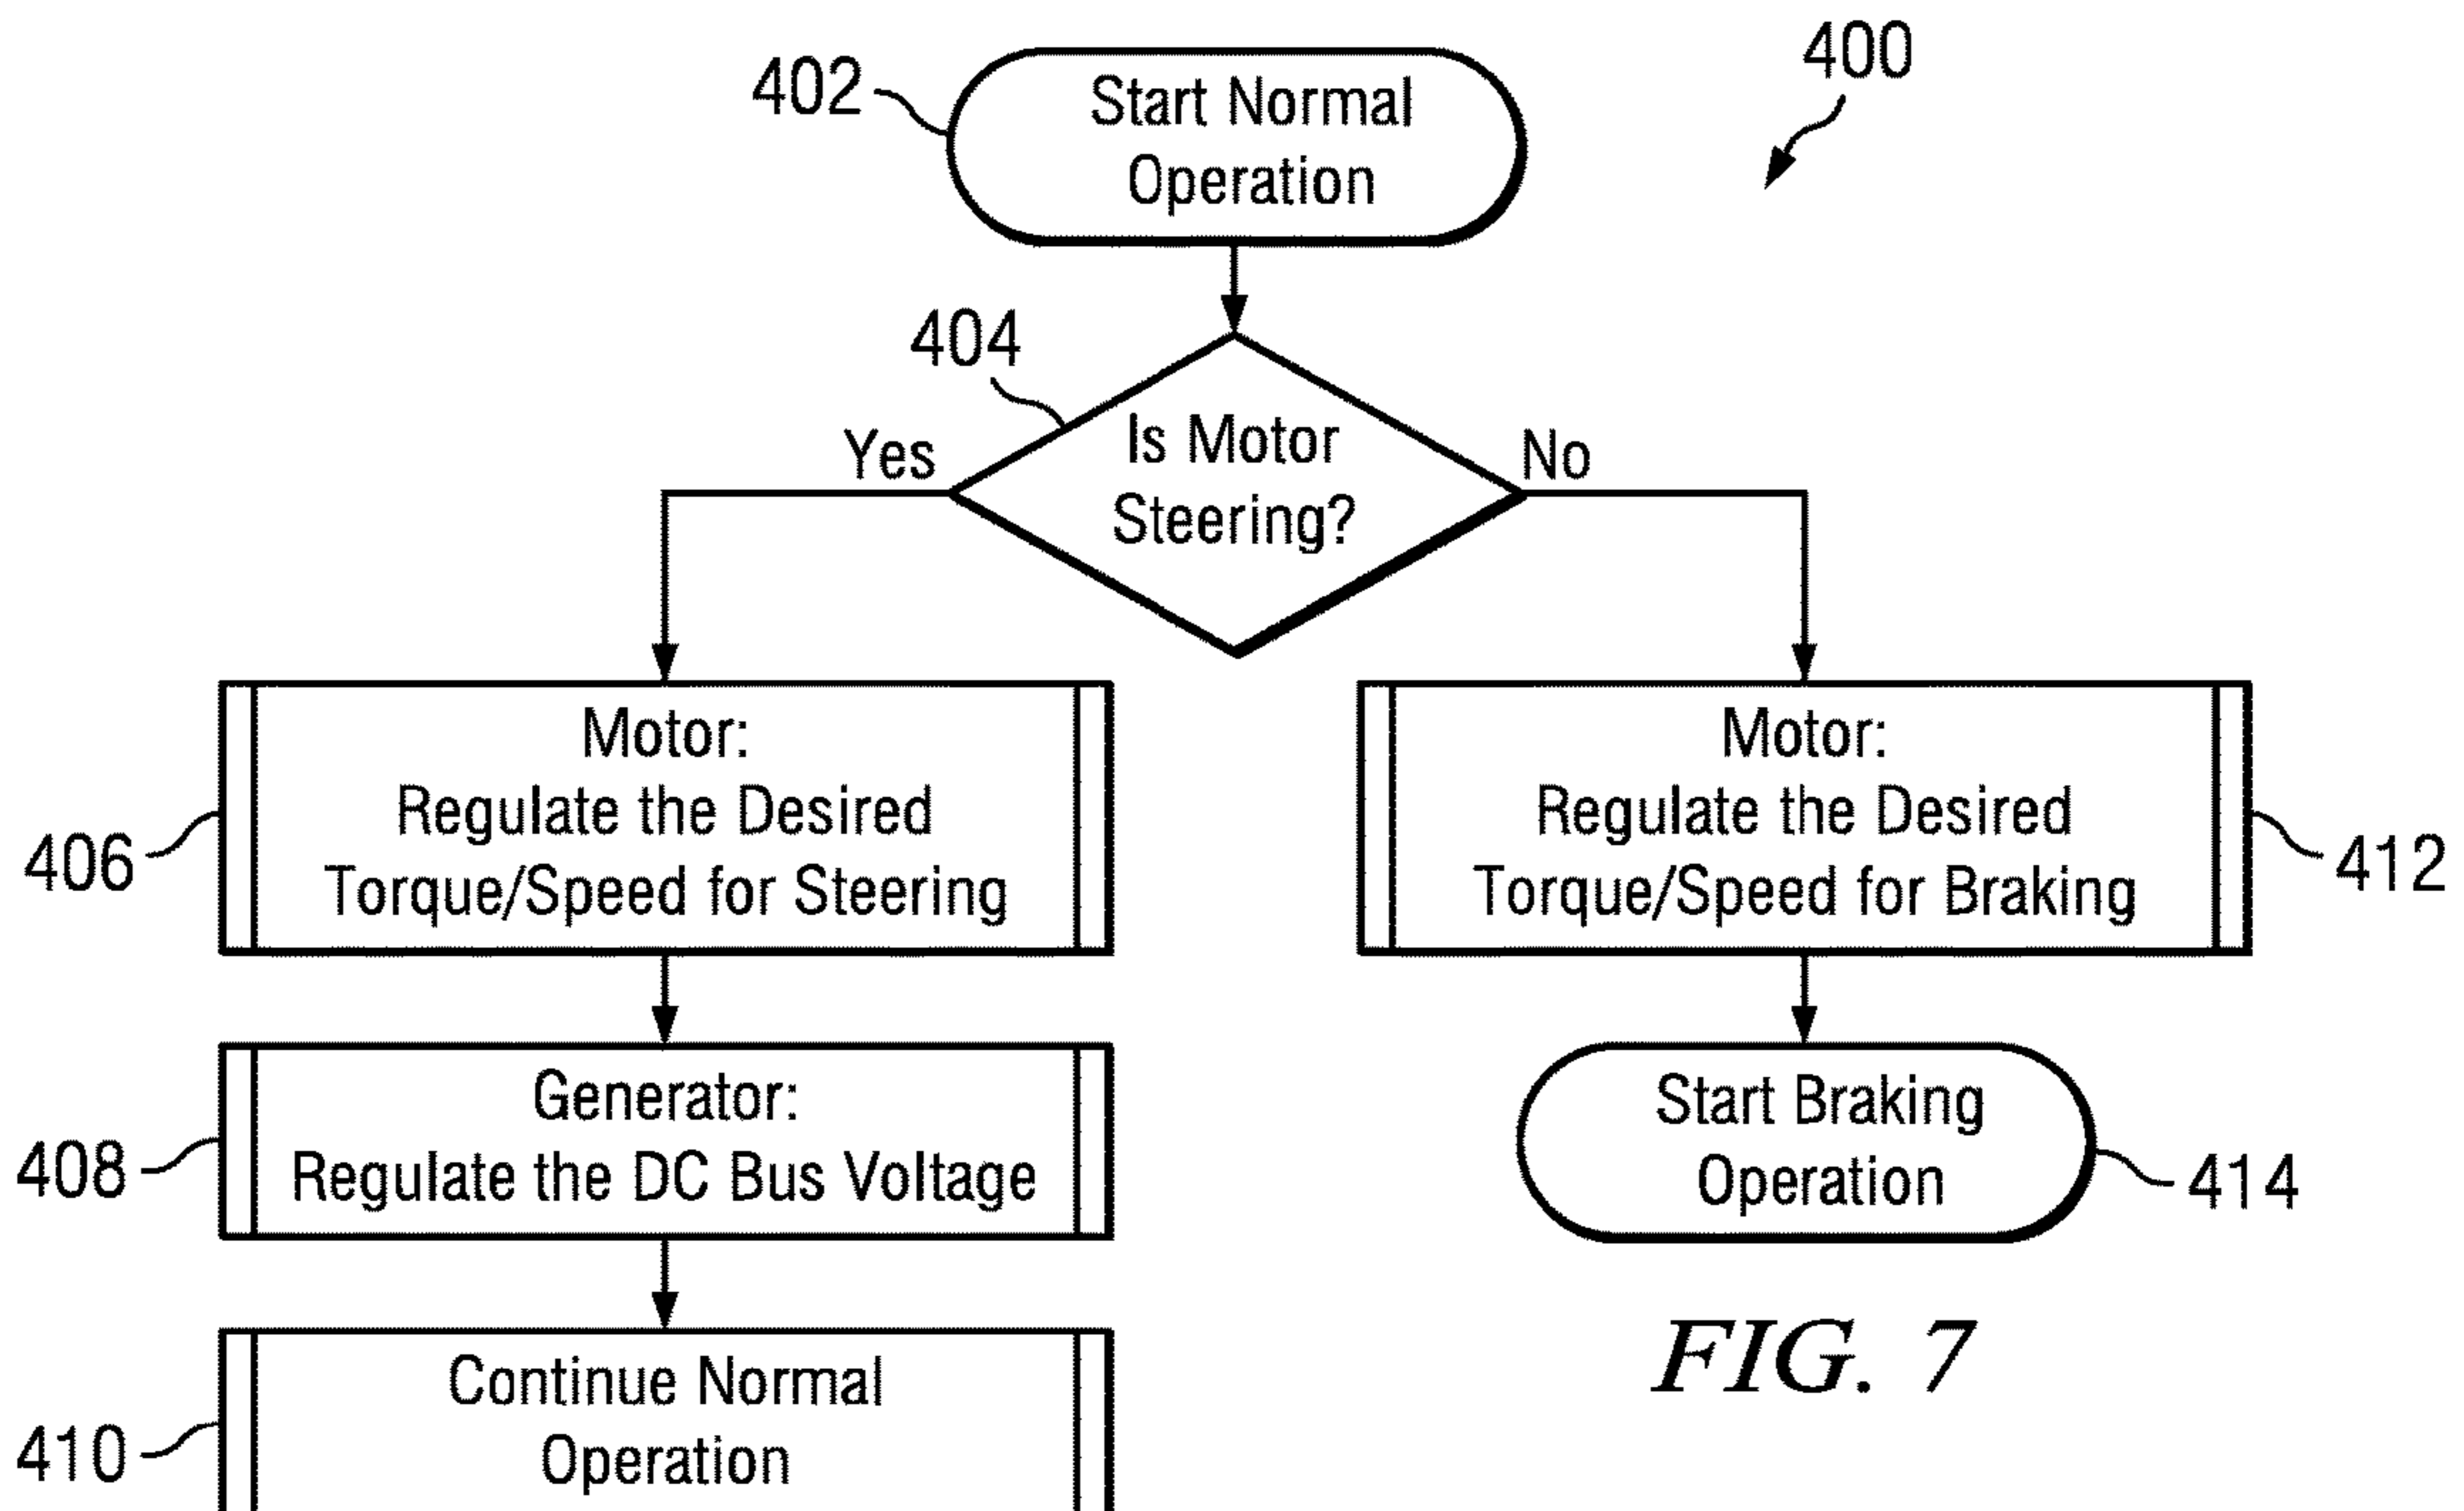 400
402
Start Normal
Operation
404
Is Motor
Steering?
Yes
No
406
Motor:
Regulate the Desired
Torque/Speed for Steering
408
Generator:
Regulate the DC Bus Voltage
410
Continue Normal
Operation
Motor:
Regulate the Desired
Torque/Speed for Braking
412
Start Braking
Operation
414
FIG. 7